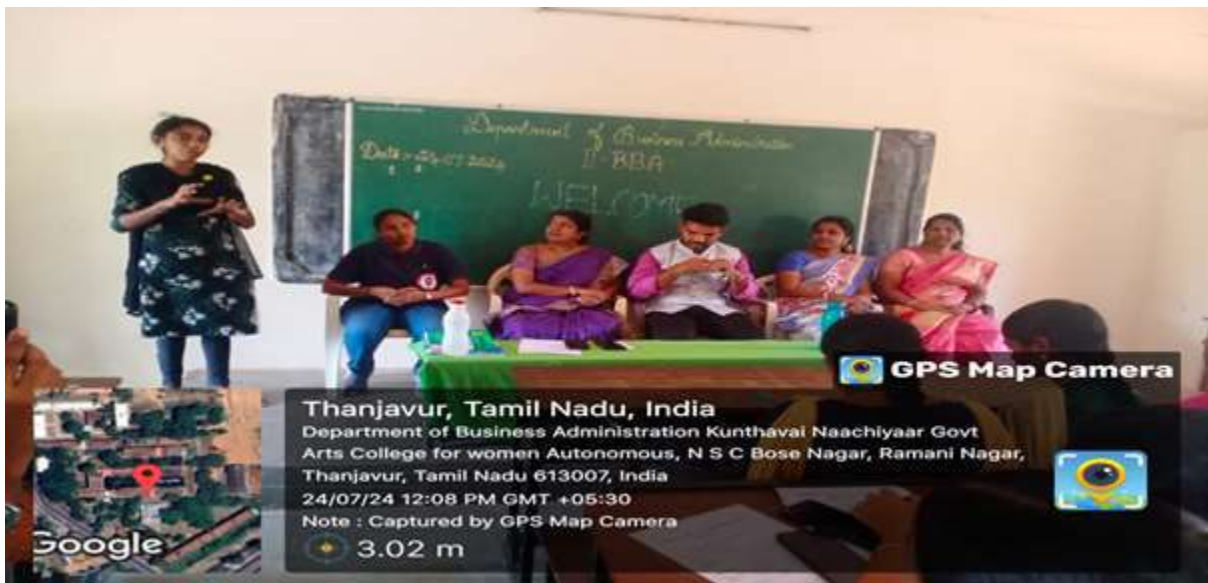 Department of Business Administration
Date :- 24.07.2024
II - BBA
WELCOME
GPS Map Camera
Thanjavur, Tamil Nadu, India
Department of Business Administration Kunthavai Naachiyaar Govt
Arts College for women Autonomous, N S C Bose Nagar, Ramani Nagar,
Thanjavur, Tamil Nadu 613007, India
24/07/24 12:08 PM GMT +05:30
Note : Captured by GPS Map Camera
3.02 m
Google